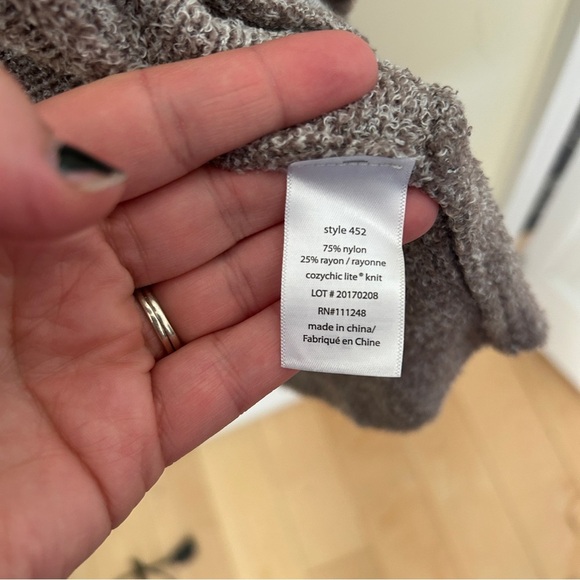 style 452
75% nylon
25% rayon / rayonne
cozychic lite® knit
LOT # 20170208
RN#111248
made in china/
Fabriqué en Chine